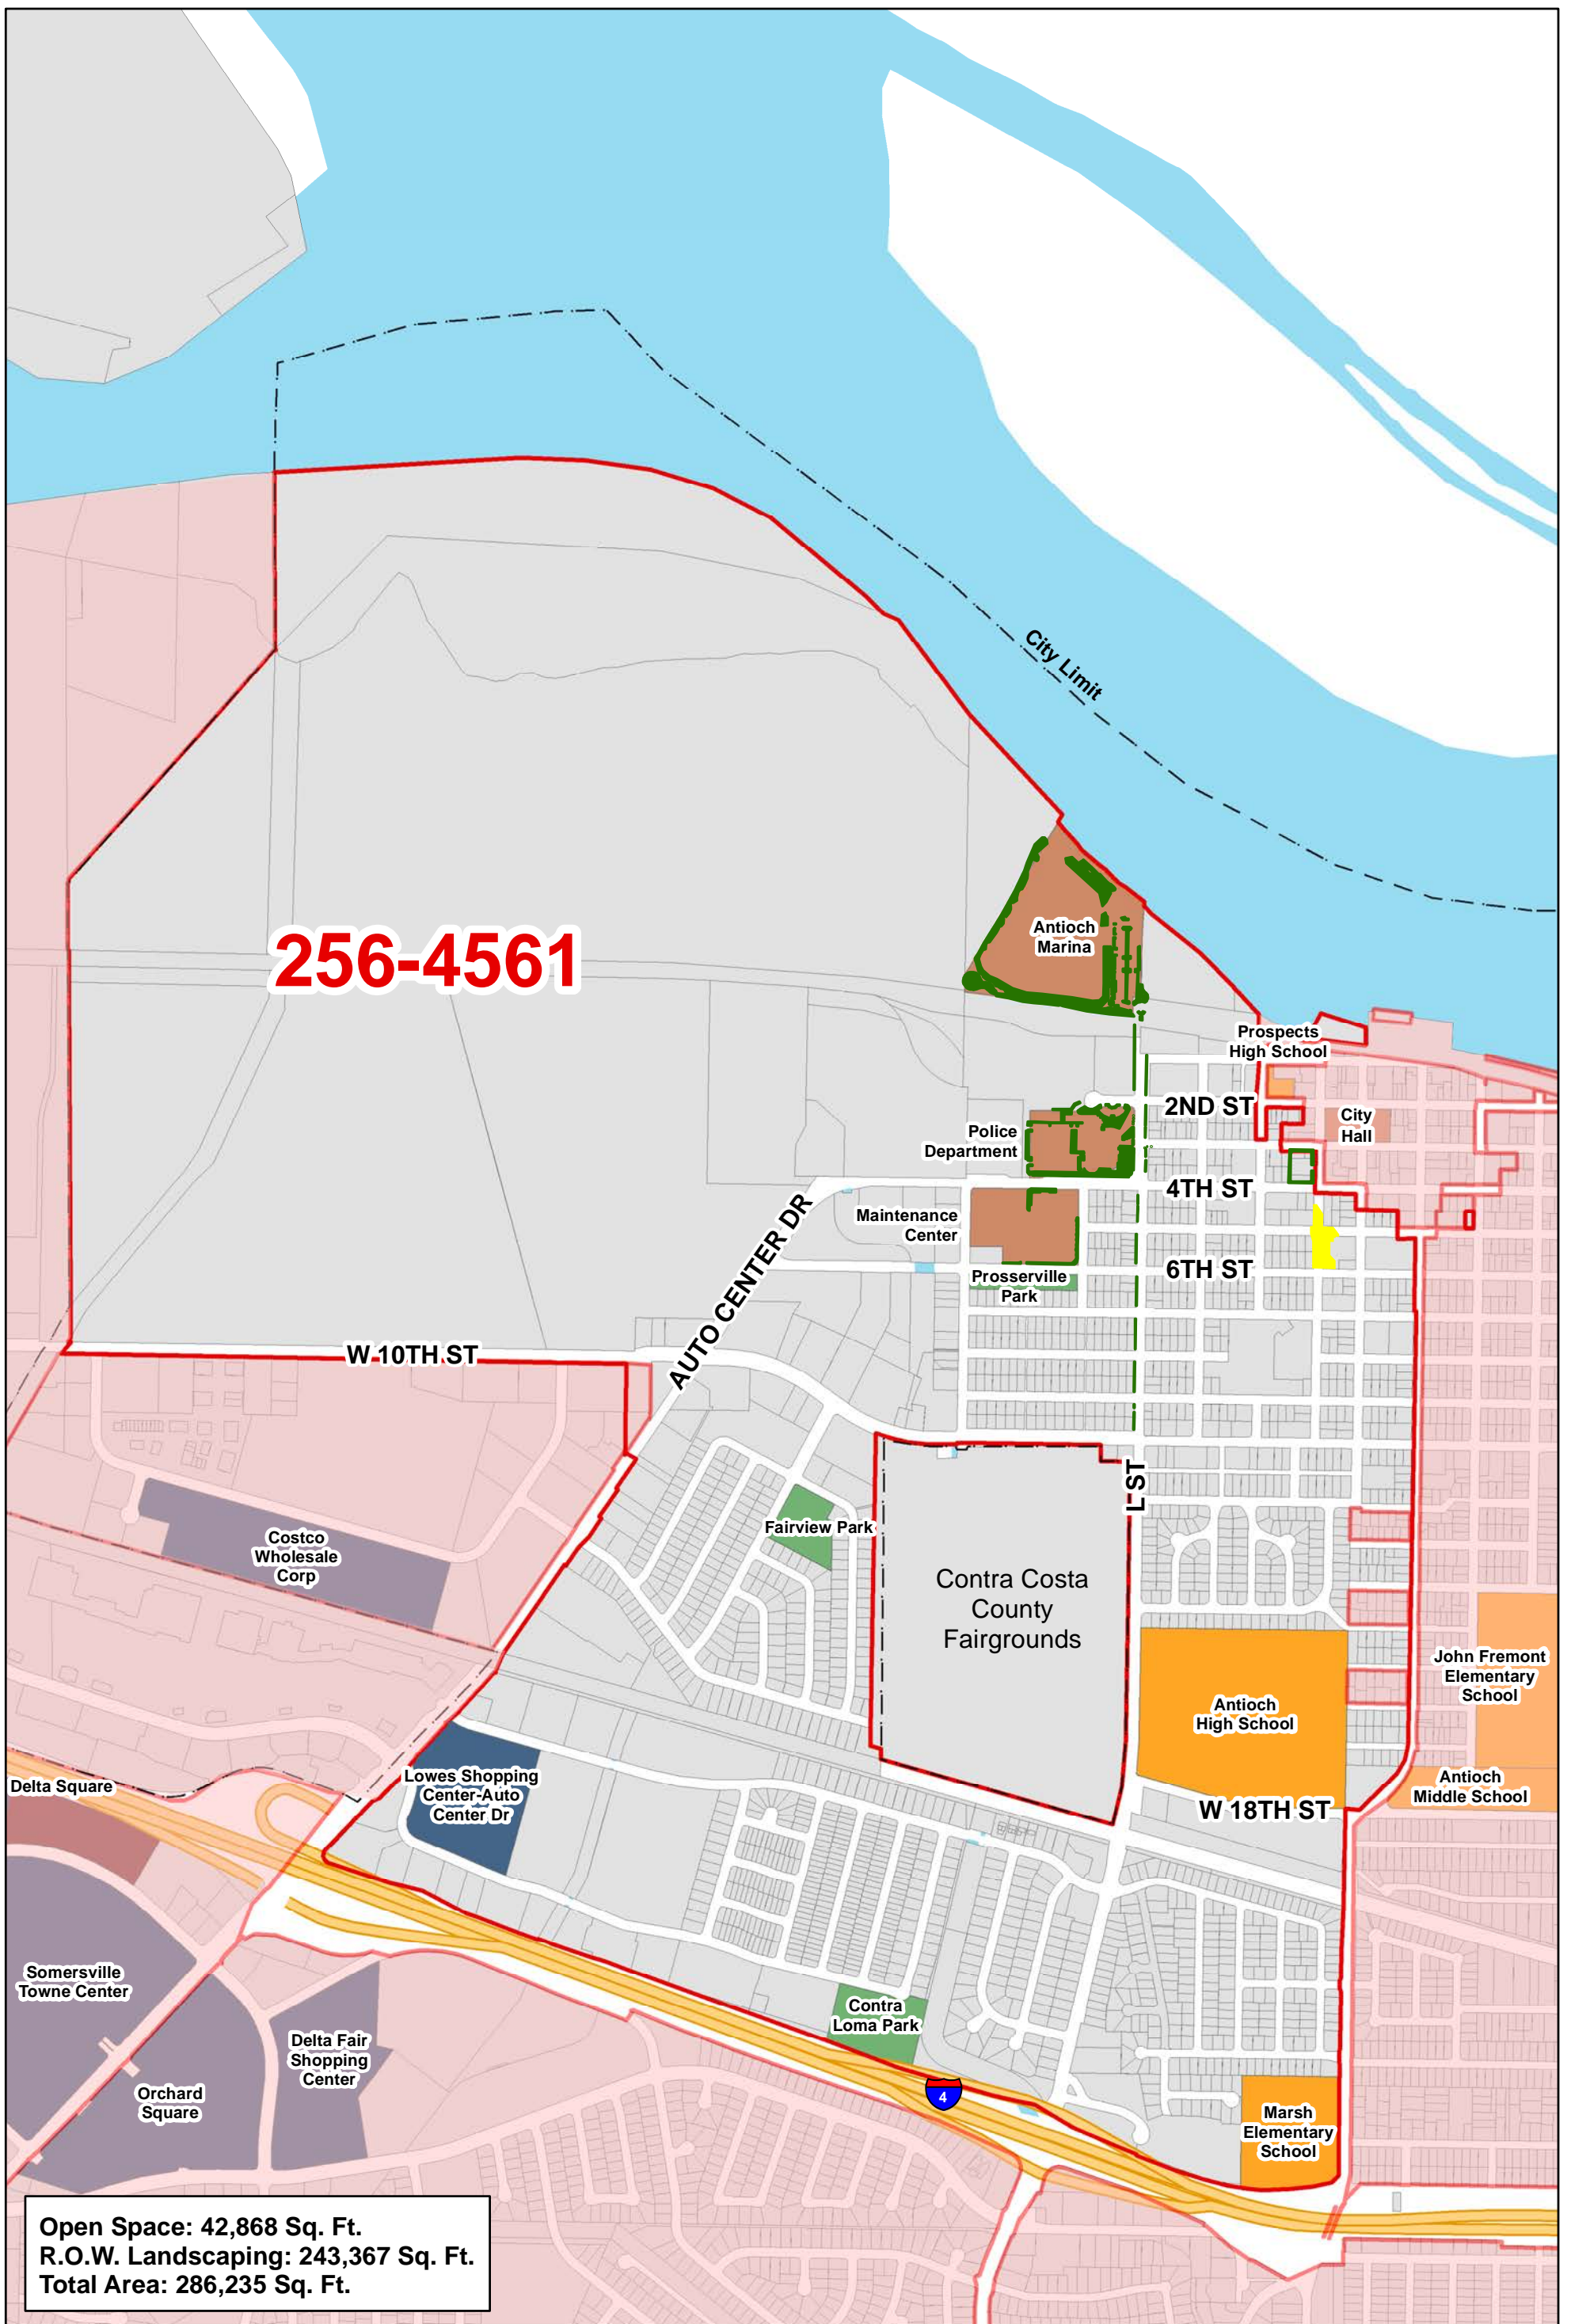 City Limit
256-4561
Antioch
Marina
Prospects
High School
2ND ST
City
Hall
Police
Department
4TH ST
Maintenance
Center
AUTO CENTER DR
6TH ST
Prosserville
Park
W 10TH ST
L ST
Fairview Park
Costco
Wholesale
Corp
Contra Costa
County
Fairgrounds
John Fremont
Elementary
School
Antioch
High School
Delta Square
Lowes Shopping
Center-Auto
Center Dr
Antioch
Middle School
W 18TH ST
Somersville
Towne Center
Contra
Loma Park
Delta Fair
Shopping
Center
Orchard
Square
4
Marsh
Elementary
School
Open Space: 42,868 Sq. Ft.
R.O.W. Landscaping: 243,367 Sq. Ft.
Total Area: 286,235 Sq. Ft.